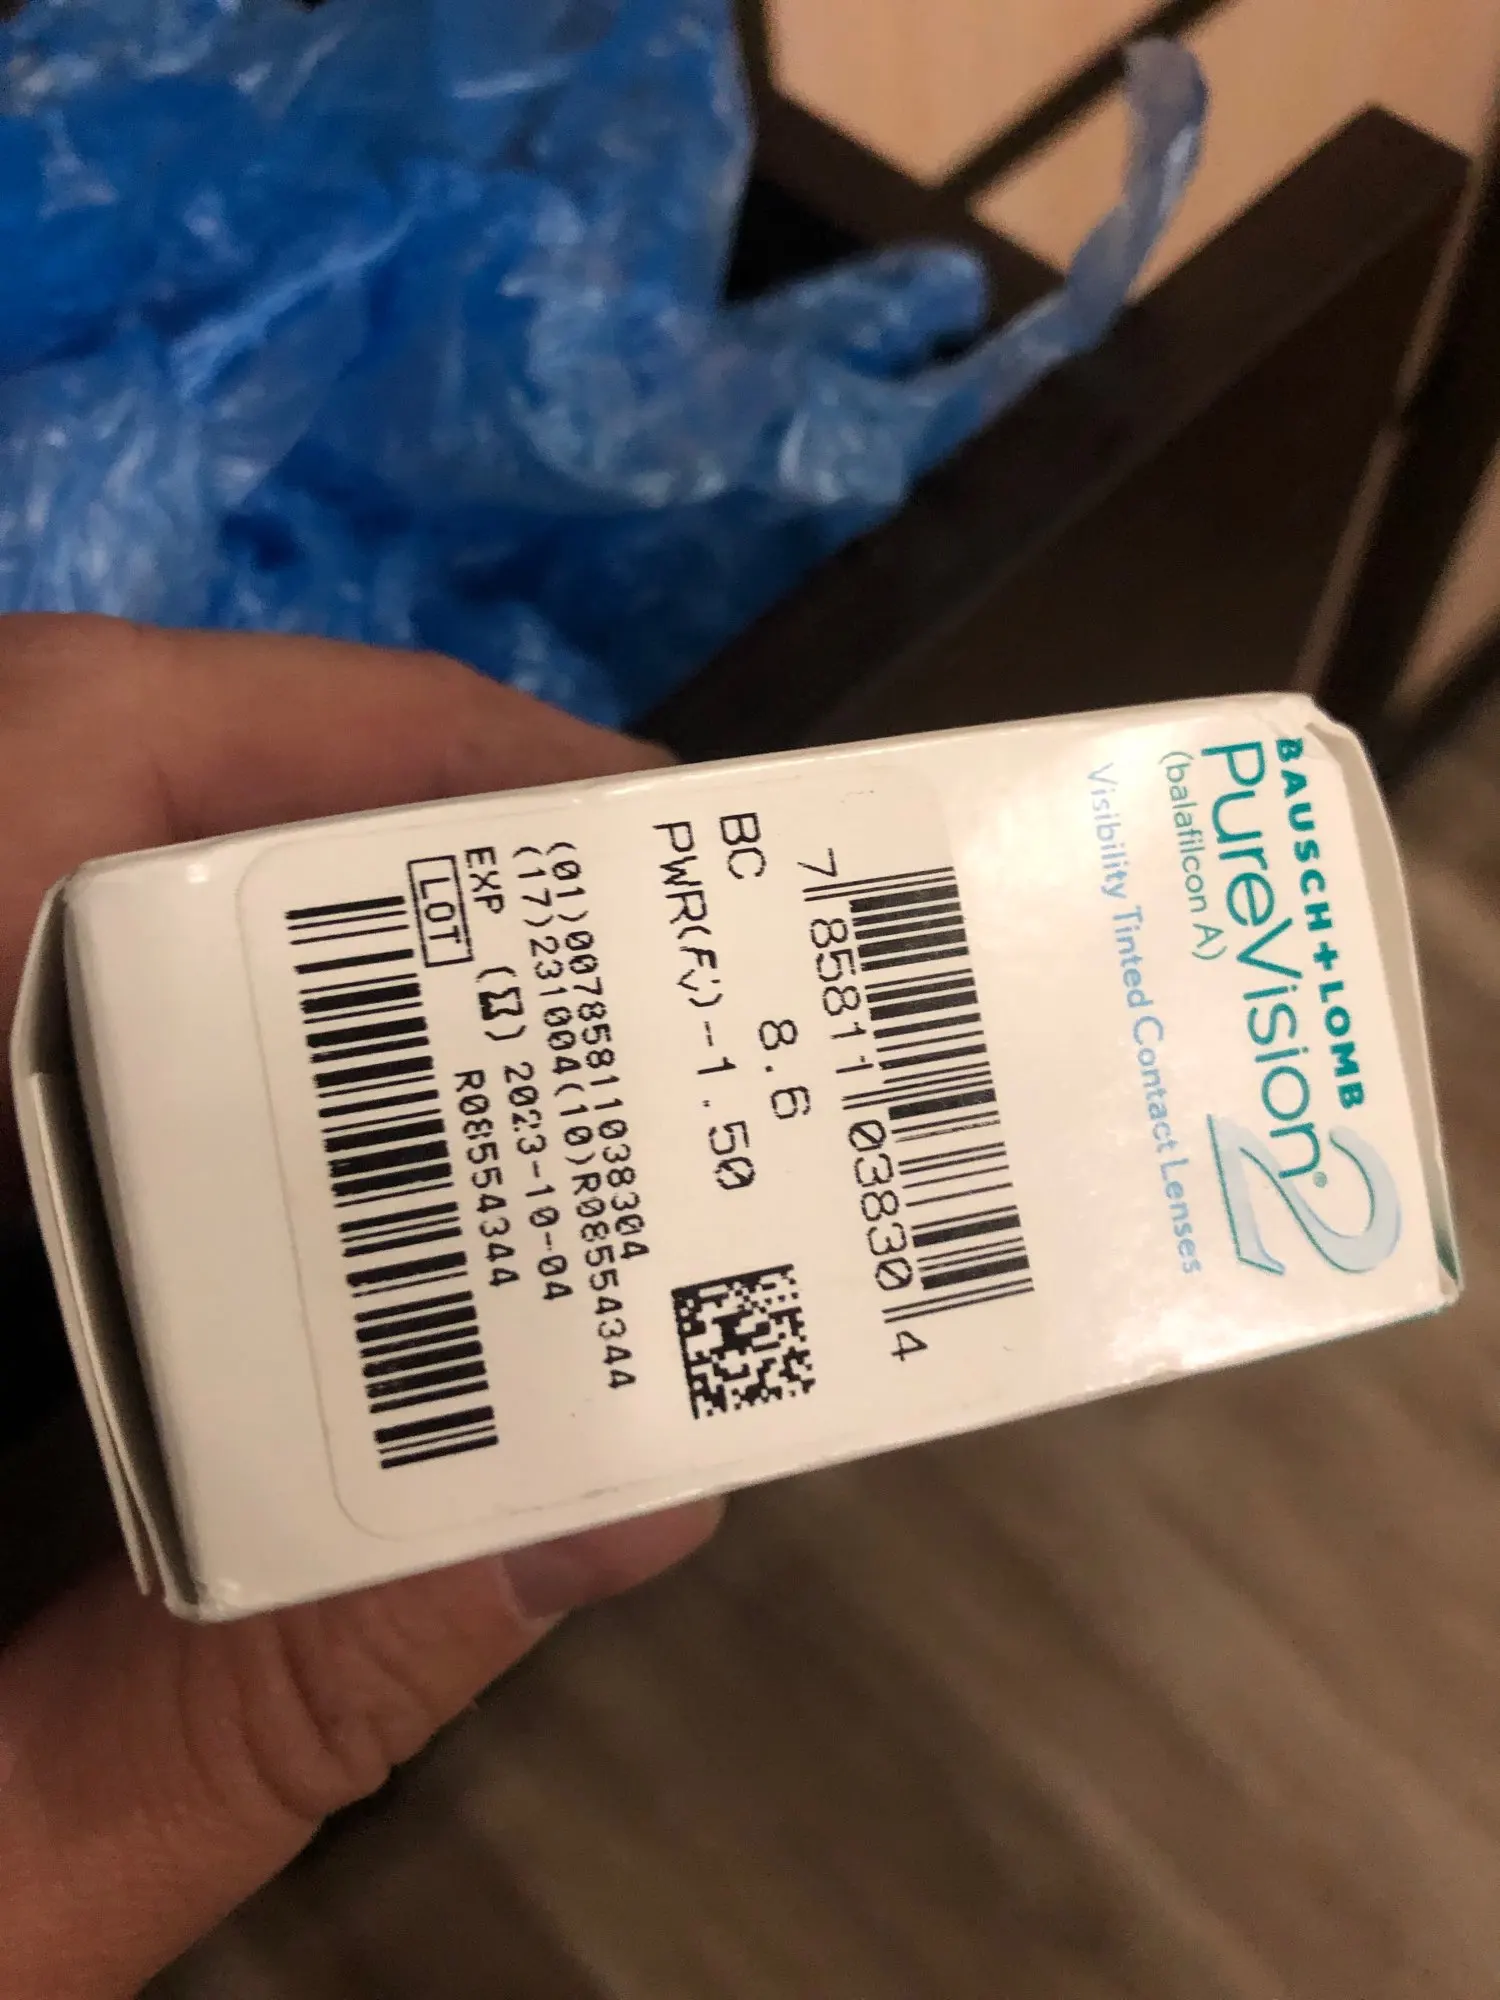 BAUSCH + LOMB
PureVision® 2
(balafilcon A)
Visibility Tinted Contact Lenses
7 85811 03830 4
BC 8.6
PWR(F'v) -1.50
(01)00785811038304
(17)231004(10)R08554344
EXP (⌛) 2023-10-04
LOT R08554344